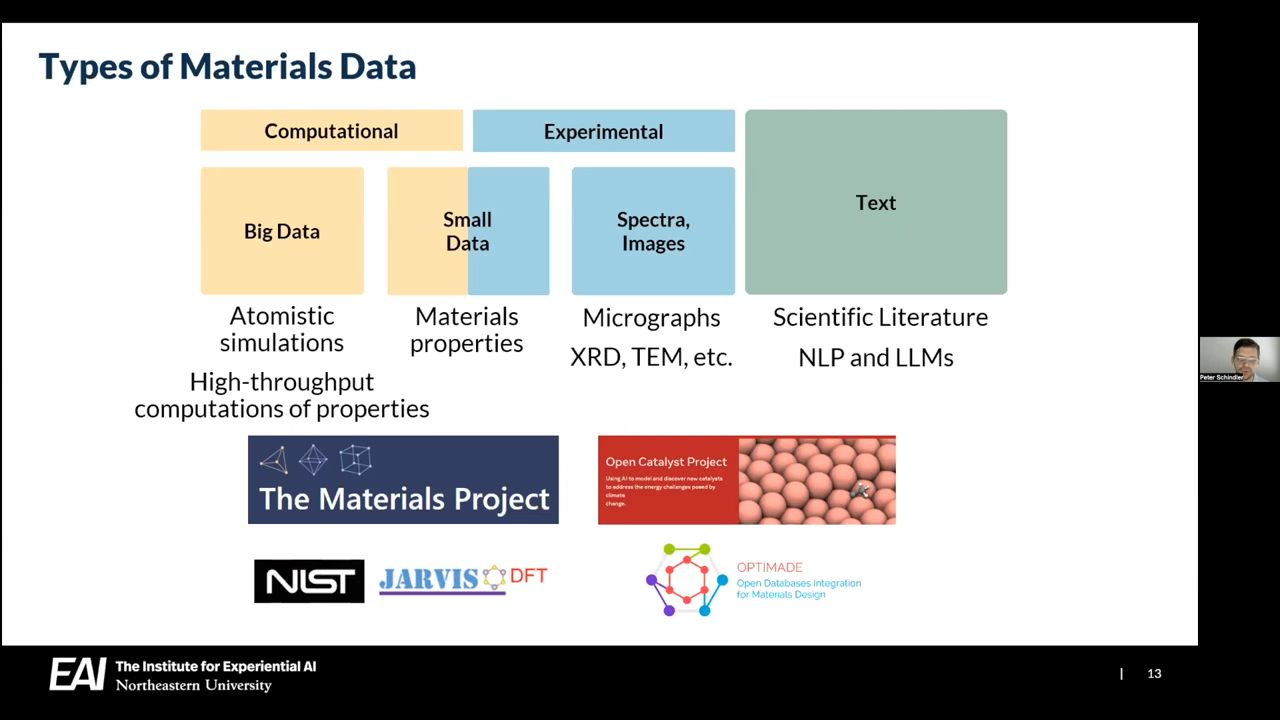 Types of Materials Data
Computational
Experimental
Text
Big Data
Small
Data
Spectra,
Images
Atomistic
simulations
High-throughput
computations of properties
Materials
properties
Micrographs
XRD, TEM, etc.
Scientific Literature
NLP and LLMs
The Materials Project
Open Catalyst Project
Using AI to model and discover new catalysts
to address the energy challenges posed by
climate
change.
NIST
JARVIS DFT
OPTIMADE
Open Databases Integration
for Materials Design
Peter Schindler
EAI
The Institute for Experiential AI
Northeastern University
| 13